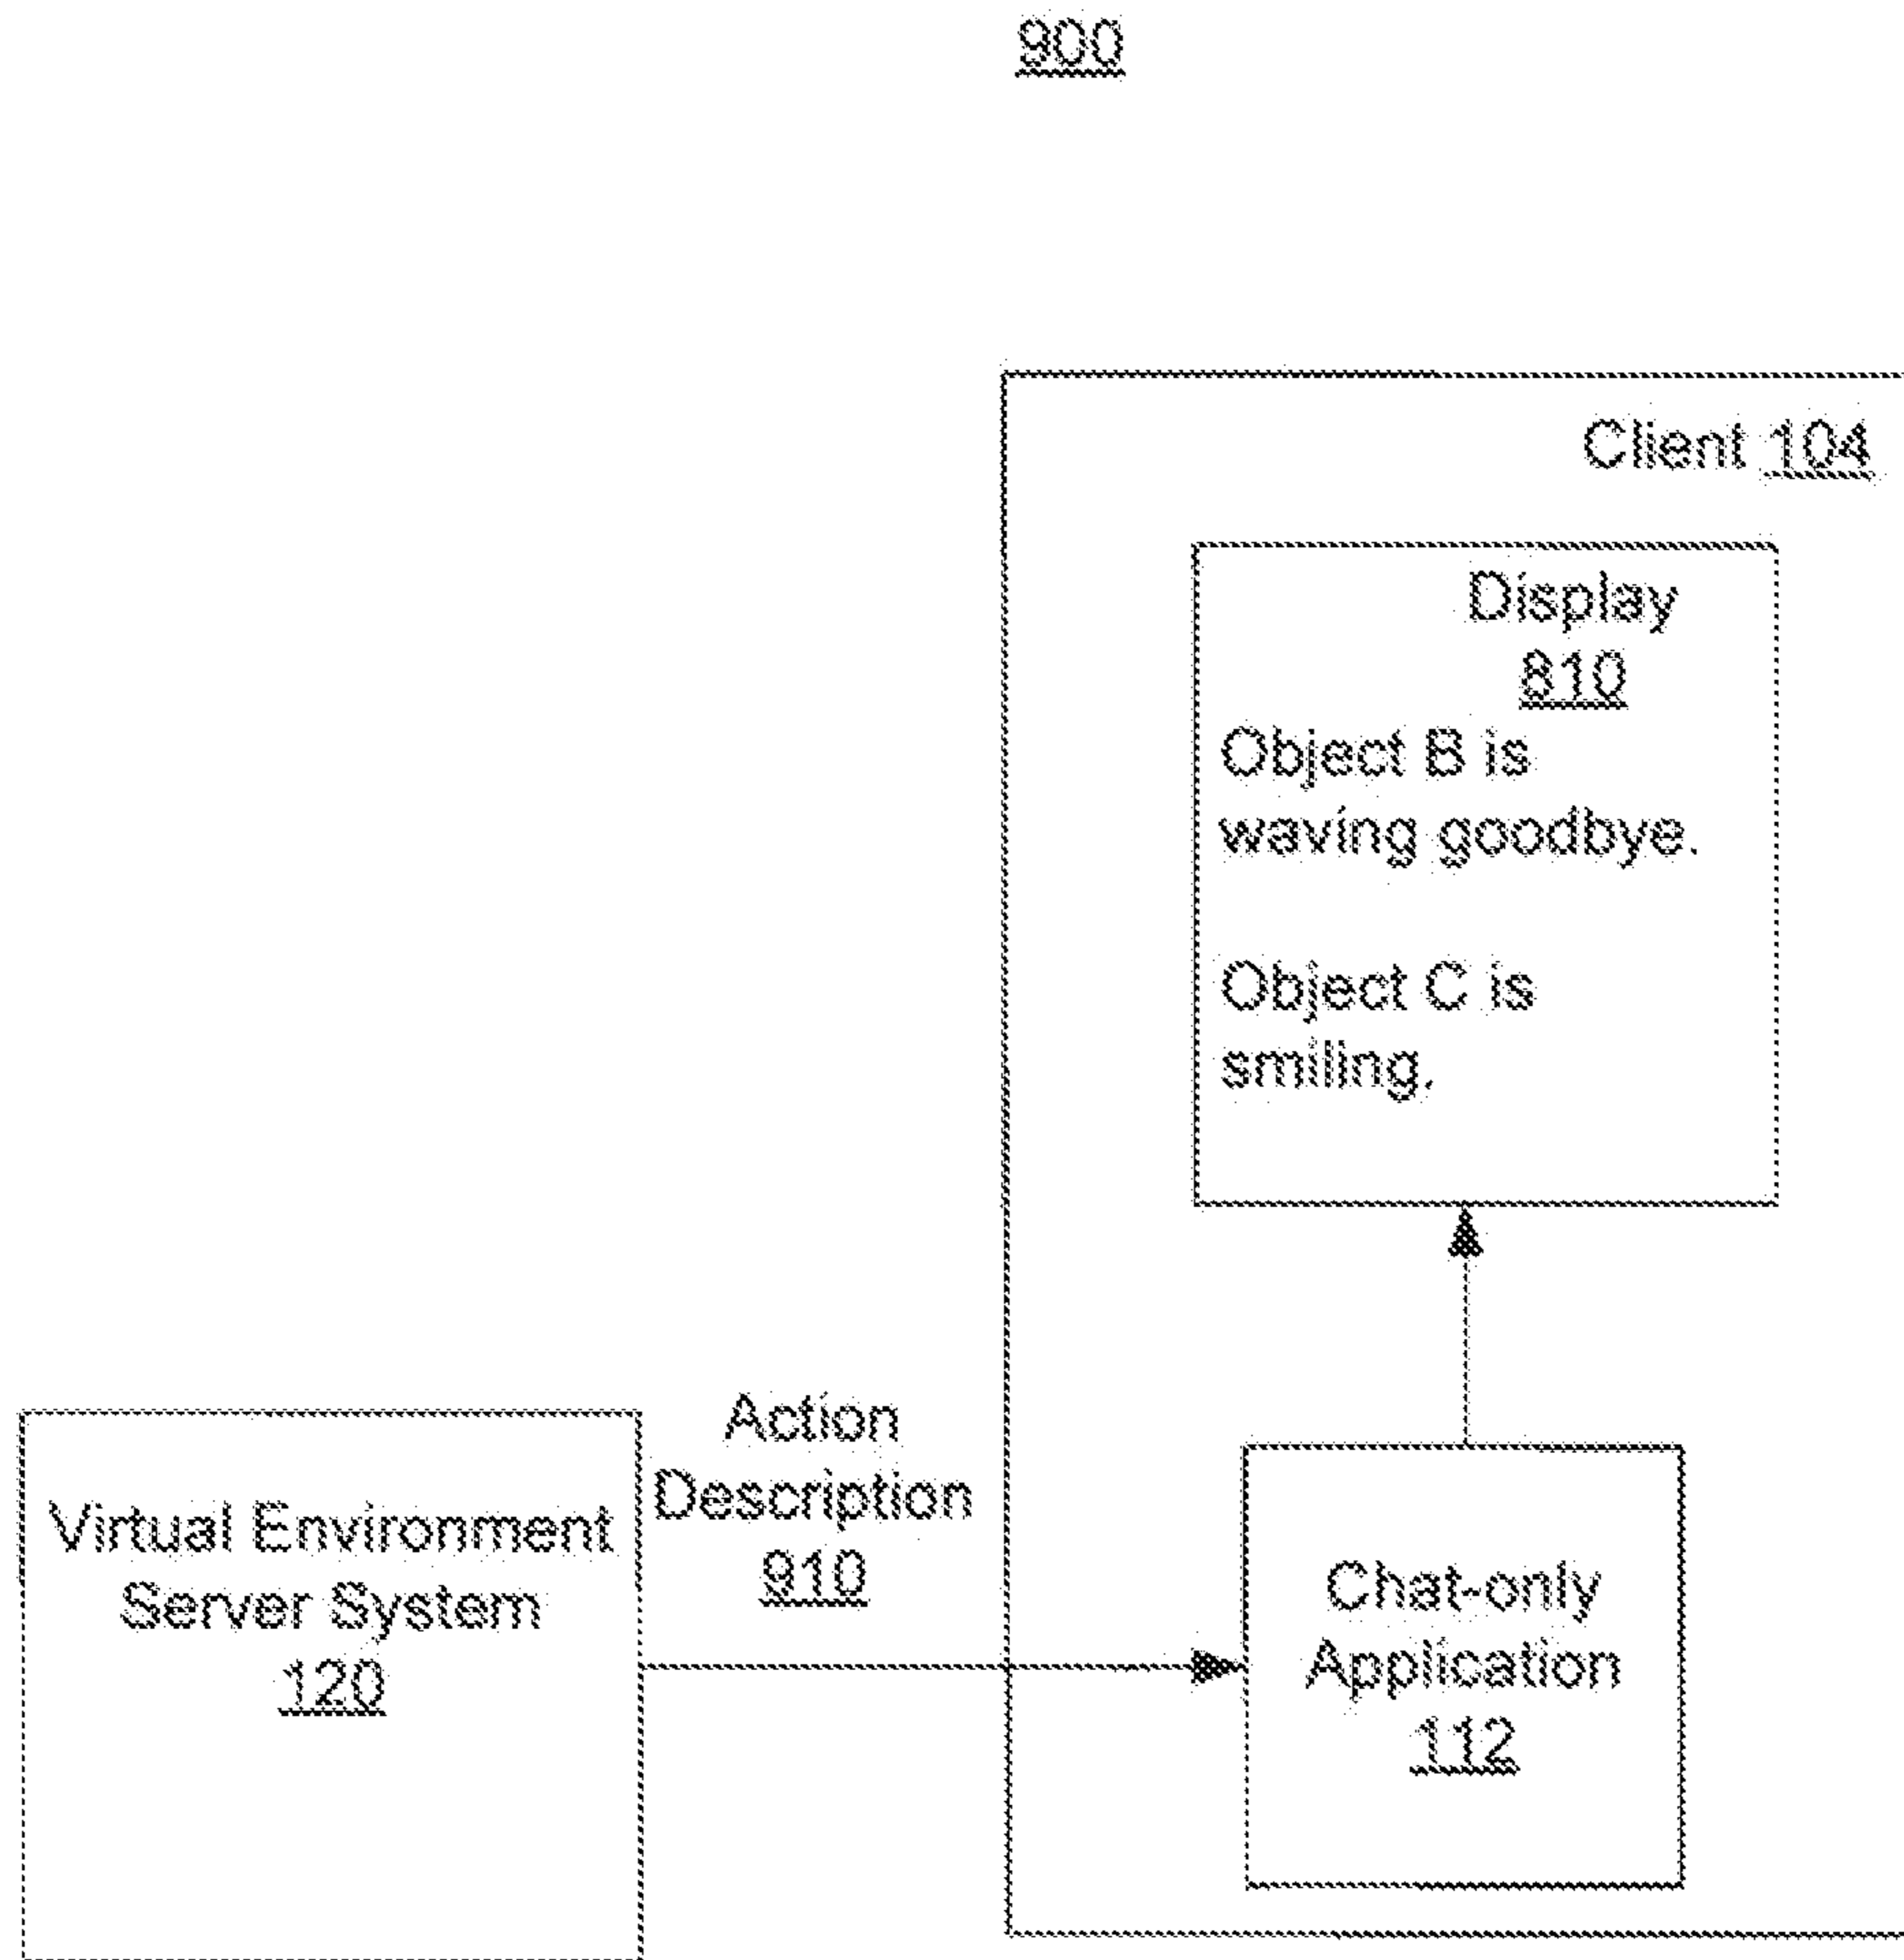 900
Client 104
Display
810
Object B is
waving goodbye.
Object C is
smiling.
Action
Description
910
Virtual Environment
Server System
120
Chat-only
Application
112